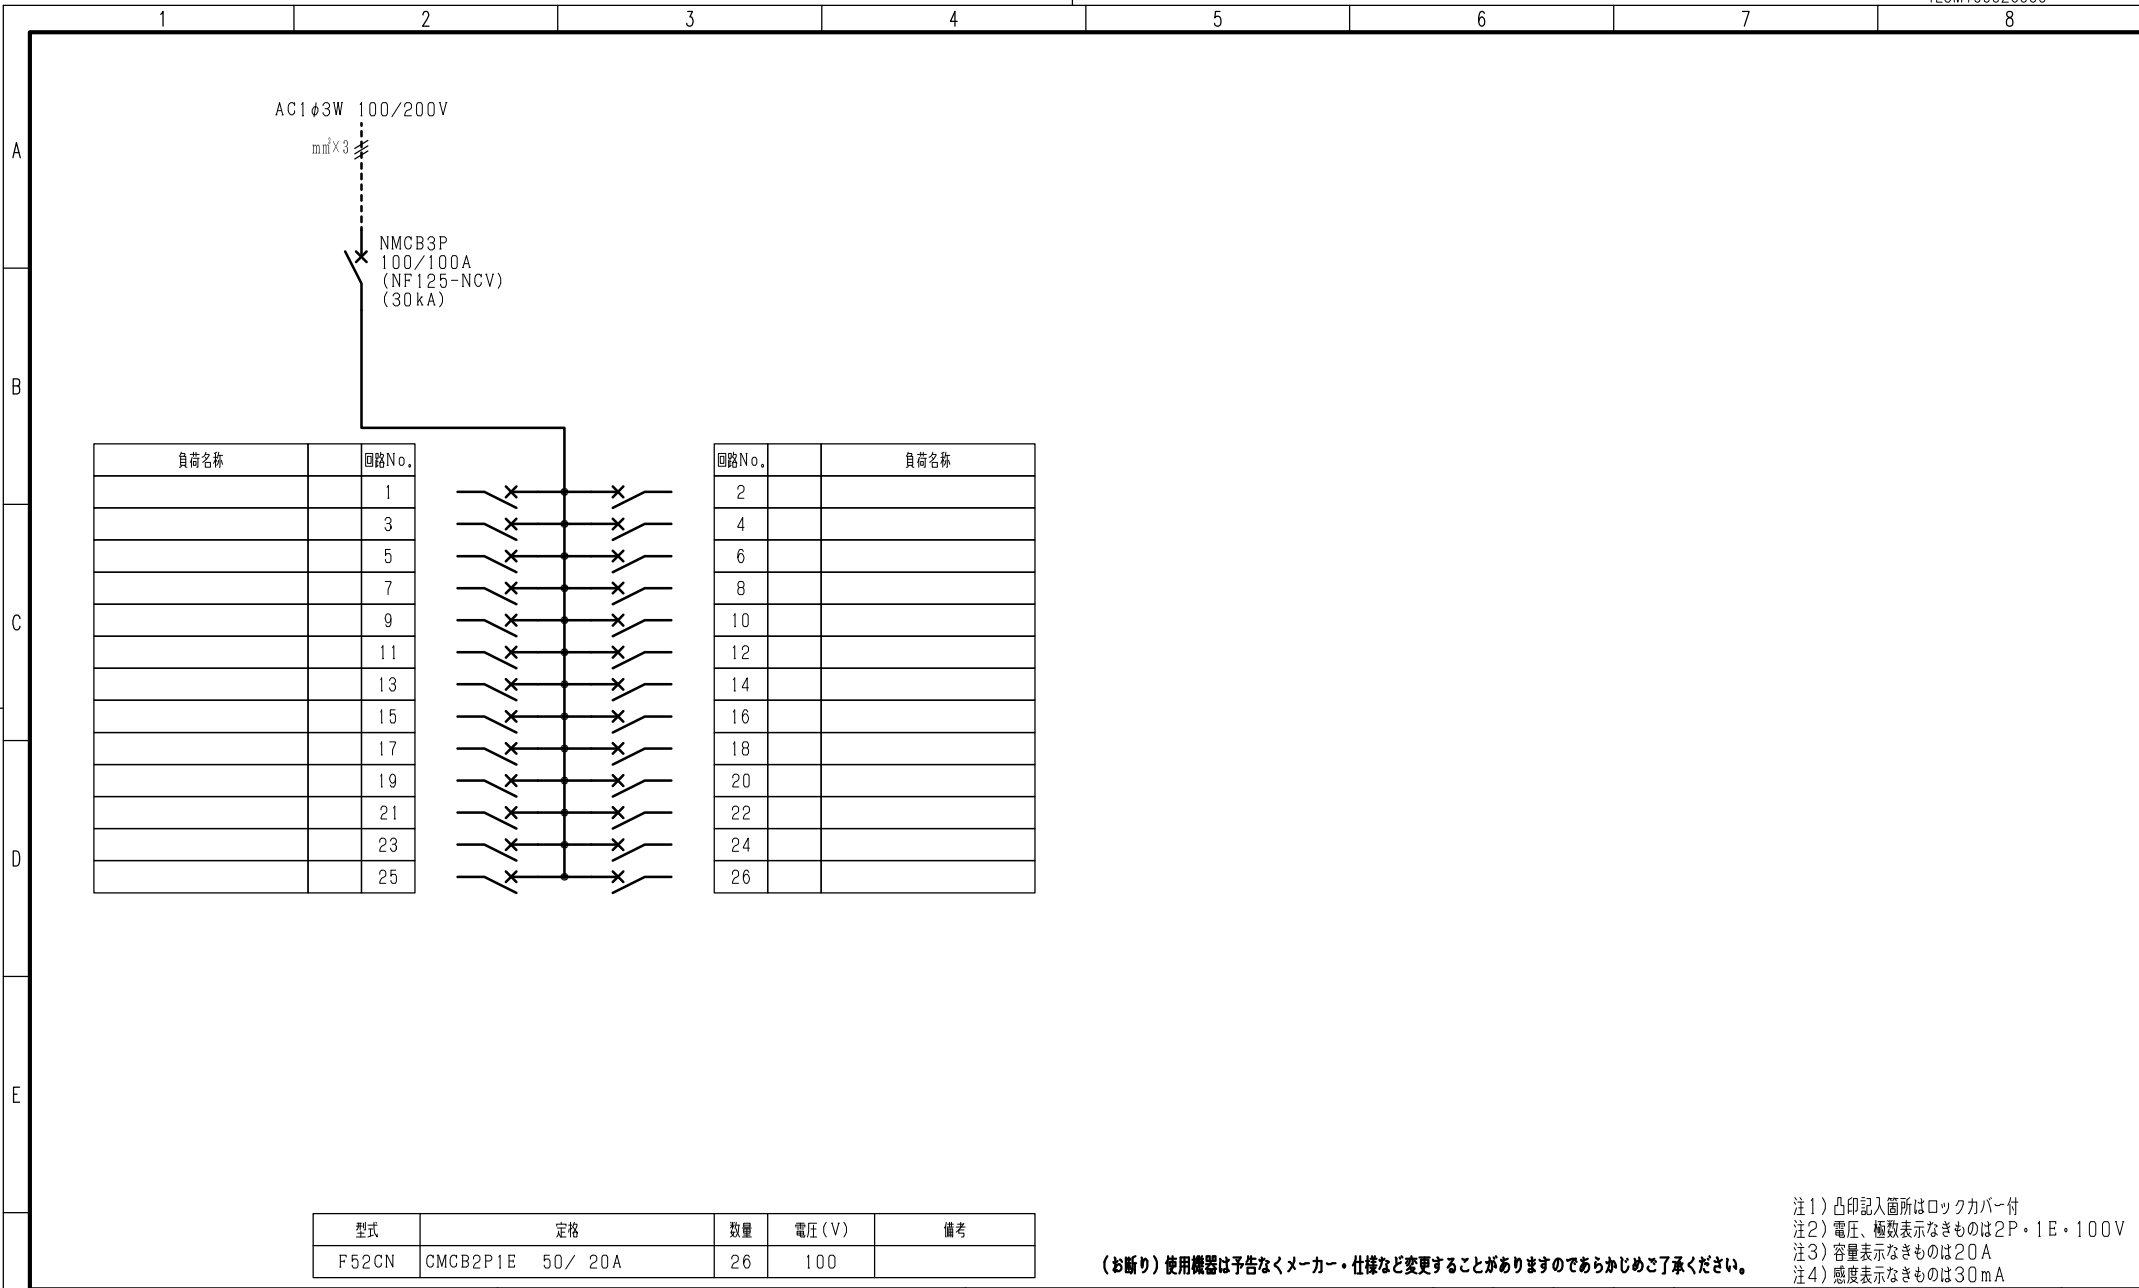 1 2 3 4 5 6 7 8
A
B
C
D
E
AC1φ3W 100/200V
mm²×3
NMCB3P
100/100A
(NF125-NCV)
(30kA)
負荷名称 回路No. 回路No. 負荷名称
1 2
3 4
5 6
7 8
9 10
11 12
13 14
15 16
17 18
19 20
21 22
23 24
25 26
型式 定格 数量 電圧(V) 備考
F52CN CMCB2P1E 50/ 20A 26 100
(お断り)使用機器は予告なくメーカー・仕様など変更することがありますのであらかじめご了承ください。
注1)凸印記入箇所はロックカバー付
注2)電圧、極数表示なきものは2P・1E・100V
注3)容量表示なきものは20A
注4)感度表示なきものは30mA